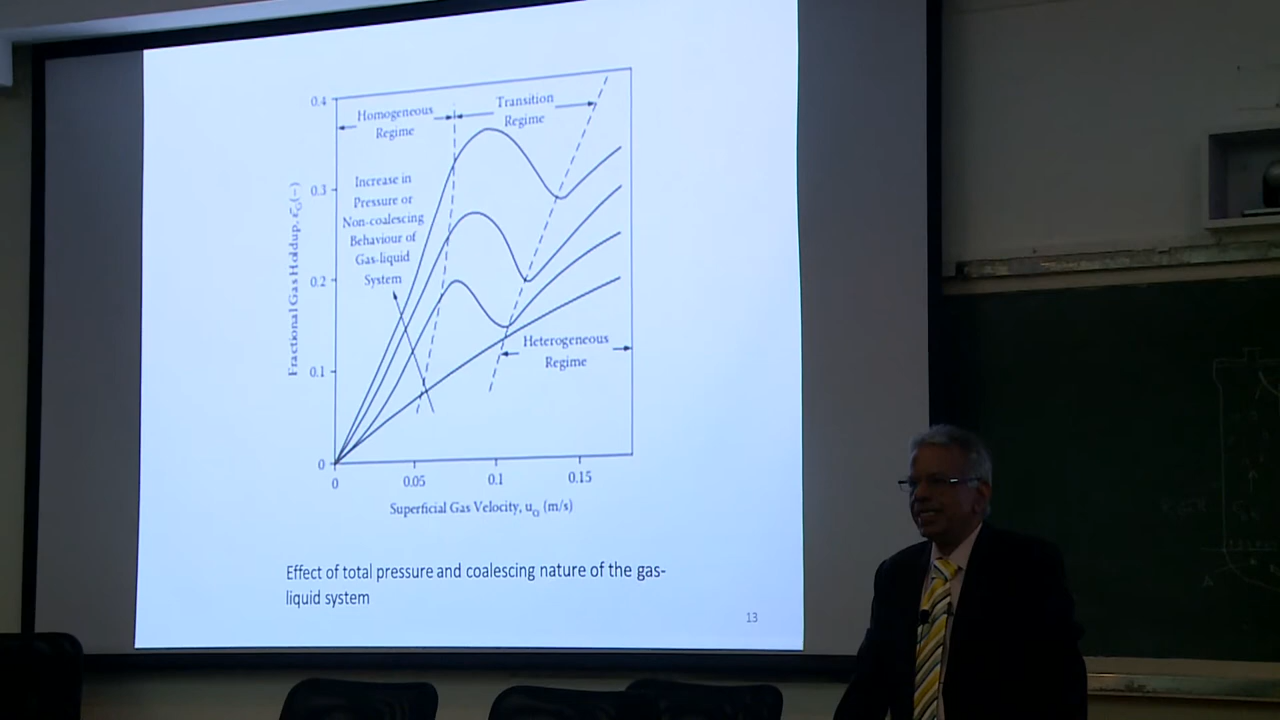 0.4
0.3
0.2
0.1
0
0
0.05
0.1
0.15
Fractional Gas Holdup, ε̄G(−)
Homogeneous
Regime
Transition
Regime
Increase in
Pressure or
Non-coalescing
Behaviour of
Gas-liquid
System
Heterogeneous
Regime
Superficial Gas Velocity, uG (m/s)
Effect of total pressure and coalescing nature of the gas-
liquid system
13